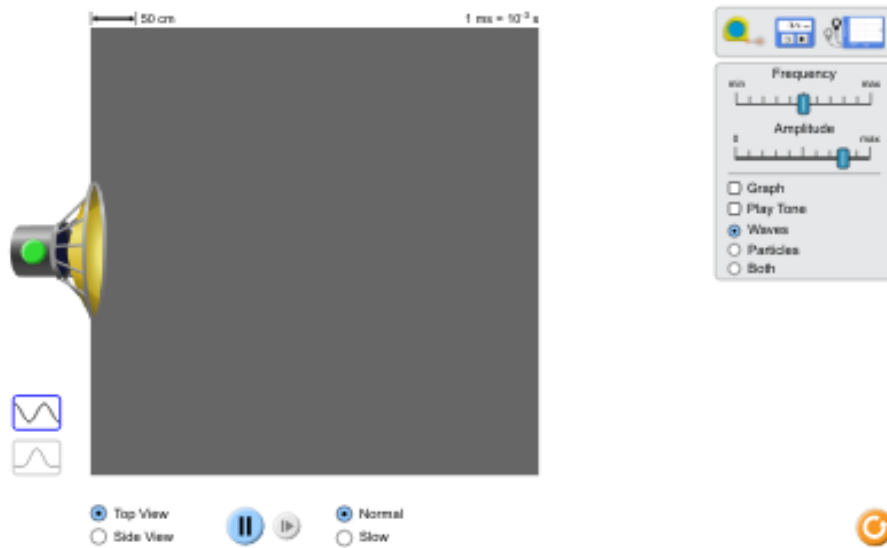 50 cm
1 ms = 10⁻³ s
Frequency
min
max
Amplitude
0
max
Graph
Play Tone
Waves
Particles
Both
Top View
Side View
Normal
Slow